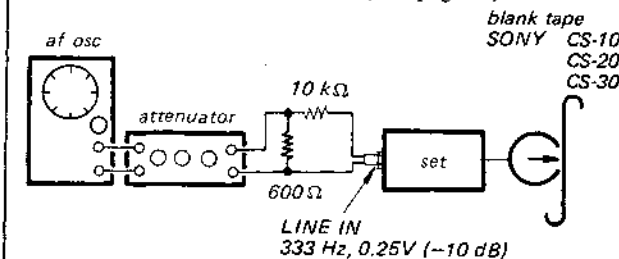 blank tape
SONY CS-10
CS-20
CS-30
af osc
attenuator
10 kΩ
600 Ω
set
LINE IN
333 Hz, 0.25V (−10 dB)